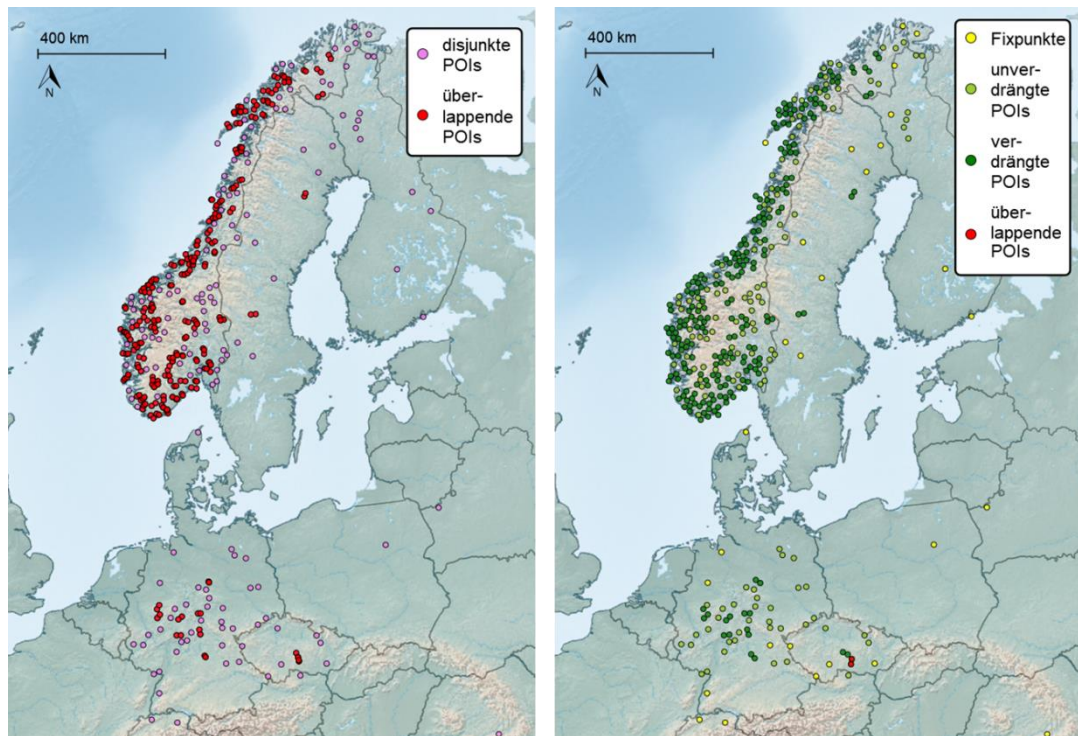 400 km
N
disjunkte
POIs
über-
lappende
POIs
400 km
N
Fixpunkte
unver-
drängte
POIs
ver-
drängte
POIs
über-
lappende
POIs